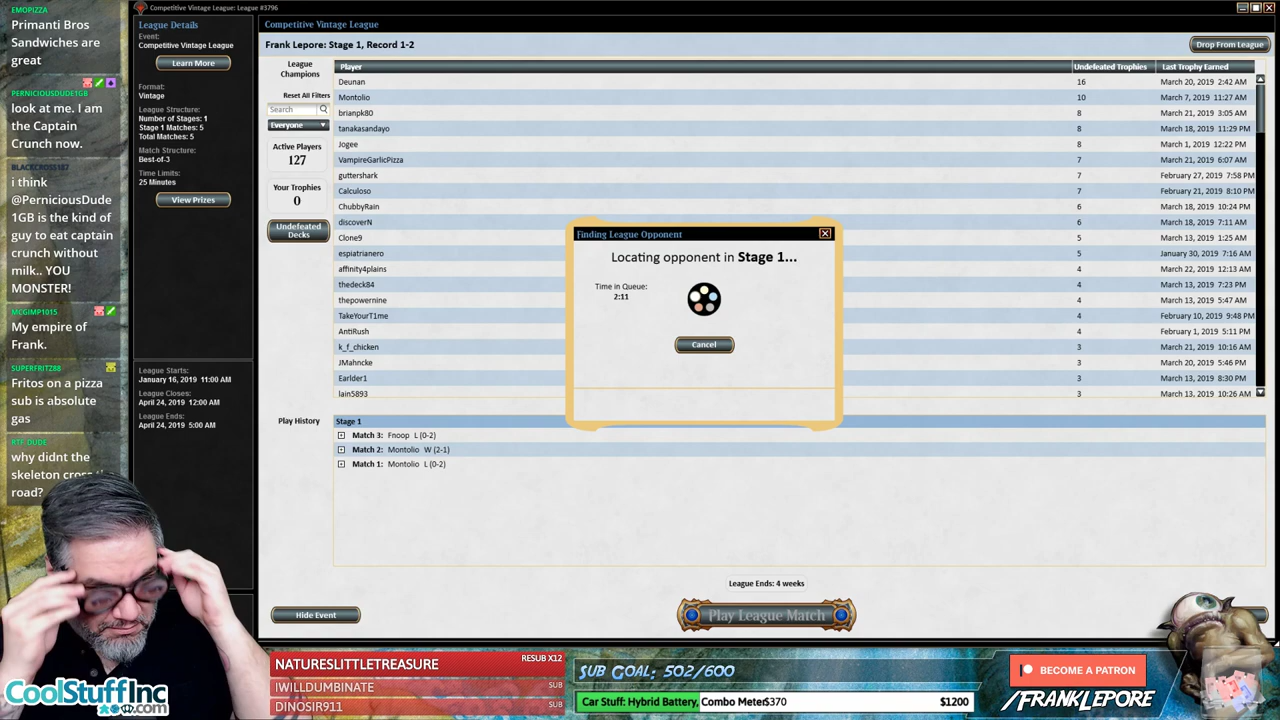 EMOPIZZA
Primanti Bros
Sandwiches are
great
PERNICIOUSDUDE1GB
look at me. I am
the Captain
Crunch now.
i think
@PerniciousDude
1GB is the kind of
guy to eat captain
crunch without
milk.. YOU
MONSTER!
MCGIMP1015
My empire of
Frank.
SUPERFRITZ88
Fritos on a pizza
sub is absolute
gas
RTF_DUDE
why didnt the
skeleton cross
road?
Competitive Vintage League: League #3796
League Details
Event:
Competitive Vintage League
Learn More
Format:
Vintage
League Structure:
Number of Stages: 1
Stage 1 Matches: 5
Total Matches: 5
Match Structure:
Best-of-3
Time Limits:
25 Minutes
View Prizes
League Starts:
January 16, 2019 11:00 AM
League Closes:
April 24, 2019 12:00 AM
League Ends:
April 24, 2019 5:00 AM
Competitive Vintage League
Frank Lepore: Stage 1, Record 1-2
Drop From League
League
Champions
Reset All Filters
Search
Everyone
Active Players
127
Your Trophies
0
Undefeated
Decks
Player Undefeated Trophies Last Trophy Earned
Deunan 16 March 20, 2019 2:42 AM
Montolio 10 March 7, 2019 11:27 AM
brianpk80 8 March 21, 2019 3:05 AM
tanakasandayo 8 March 18, 2019 11:29 PM
Jogee 8 March 1, 2019 12:22 PM
VampireGarlicPizza 7 March 21, 2019 6:07 AM
guttershark 7 February 27, 2019 7:58 PM
Calculoso 7 February 21, 2019 8:10 PM
ChubbyRain 6 March 18, 2019 10:24 PM
discoverN 6 March 18, 2019 7:11 AM
Clone9 5 March 13, 2019 1:25 AM
espiatrianero 5 January 30, 2019 7:16 AM
affinity4plains 4 March 22, 2019 12:13 AM
thedeck84 4 March 13, 2019 7:23 PM
thepowernine 4 March 13, 2019 5:47 AM
TakeYourT1me 4 February 10, 2019 9:48 PM
AntiRush 4 February 1, 2019 5:11 PM
k_f_chicken 3 March 21, 2019 10:16 AM
JMahncke 3 March 20, 2019 5:46 PM
Earlder1 3 March 13, 2019 8:30 PM
lain5893 3 March 13, 2019 10:26 AM
Finding League Opponent
Locating opponent in Stage 1...
Time in Queue:
2:11
Cancel
Play History
Stage 1
Match 3: Fnoop L (0-2)
Match 2: Montolio W (2-1)
Match 1: Montolio L (0-2)
League Ends: 4 weeks
Hide Event
Play League Match
CoolStuffInc
.com
NATURESLITTLETREASURE RESUB X12
IWILLDUMBINATE SUB
DINOSIR911 SUB
SUB GOAL: 502/600
Car Stuff: Hybrid Battery, Combo Meter $370 $1200
BECOME A PATRON
/FRANKLEPORE